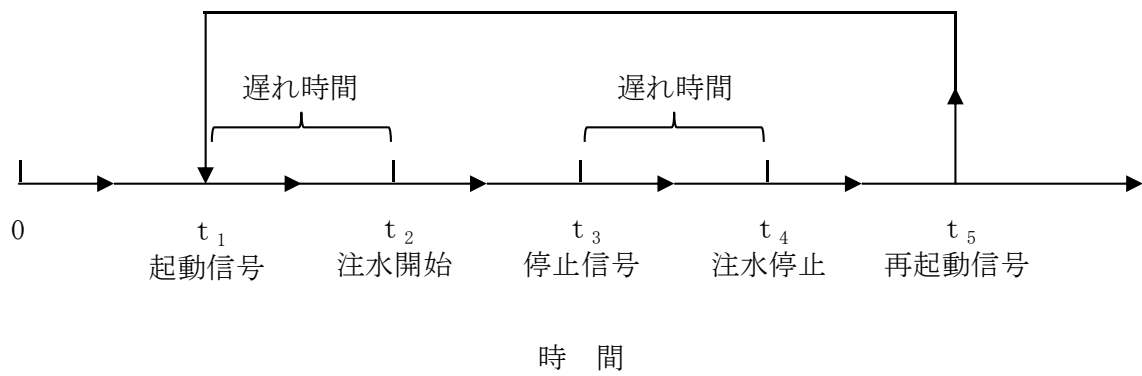 遅れ時間 遅れ時間
0 t1 t2 t3 t4 t5
起動信号 注水開始 停止信号 注水停止 再起動信号
時 間